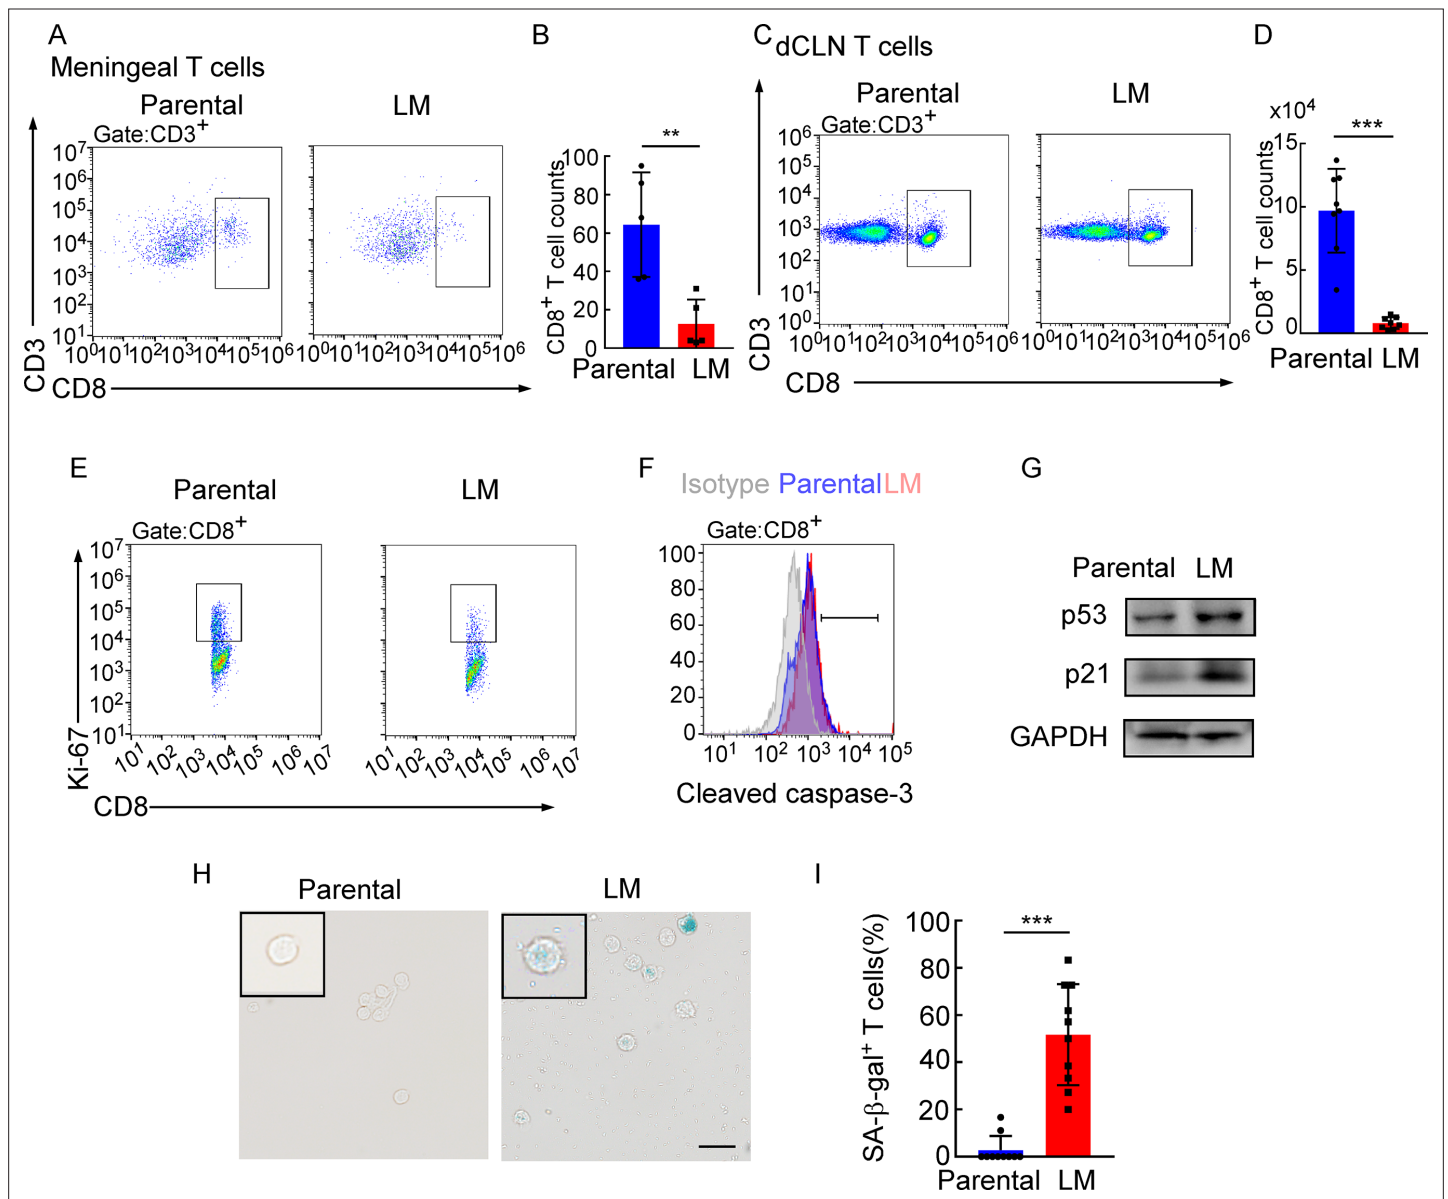 A
Meningeal T cells
Parental LM
Gate:CD3+
10^7
10^6
10^5
10^4
10^3
10^2
10^1
10^0 10^1 10^2 10^3 10^4 10^5 10^6
10^0 10^1 10^2 10^3 10^4 10^5 10^6
CD3
CD8
B
**
100
80
60
40
20
0
CD8+ T cell counts
Parental LM
C
dCLN T cells
Parental LM
Gate:CD3+
10^6
10^5
10^4
10^3
10^2
10^1
10^0
10^0 10^1 10^2 10^3 10^4 10^5 10^6
10^0 10^1 10^2 10^3 10^4 10^5 10^6
CD3
CD8
D
x10^4
***
15
10
5
0
CD8+ T cell counts
Parental LM
E
Parental LM
Gate:CD8+
10^7
10^6
10^5
10^4
10^3
10^2
10^1
10^1 10^2 10^3 10^4 10^5 10^6 10^7
10^1 10^2 10^3 10^4 10^5 10^6 10^7
Ki-67
CD8
F
Isotype Parental LM
Gate:CD8+
100
80
60
40
20
0
10^1 10^2 10^3 10^4 10^5
Cleaved caspase-3
G
Parental LM
p53
p21
GAPDH
H
Parental LM
I
***
100
80
60
40
20
0
SA-β-gal+ T cells(%)
Parental LM